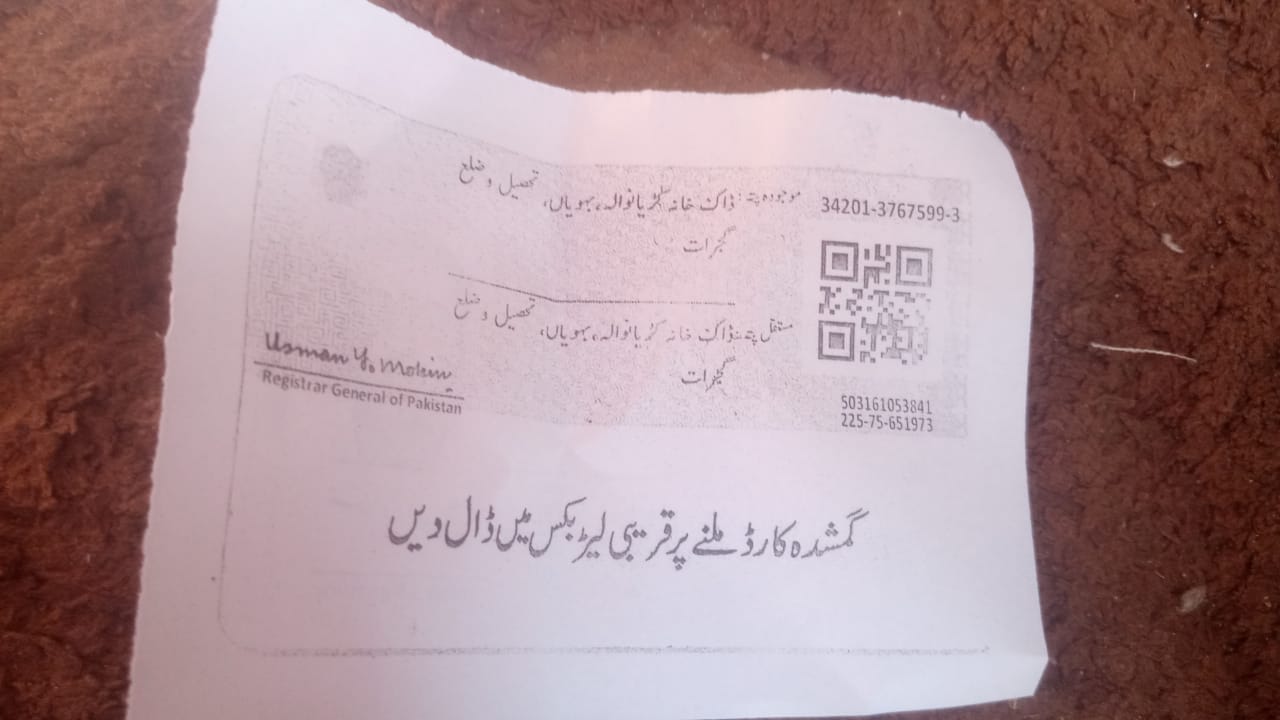 34201-3767599-3
موجودہ پتہ: ڈاک خانہ کڑیانوالہ، بہویاں، تحصیل و ضلع
گجرات
مستقل پتہ: ڈاک خانہ کڑیانوالہ، بہویاں، تحصیل و ضلع
گجرات
Usman Y. Mobin
Registrar General of Pakistan
503161053841
225-75-651973
گمشدہ کارڈ ملنے پر قریبی لیٹر بکس میں ڈال دیں